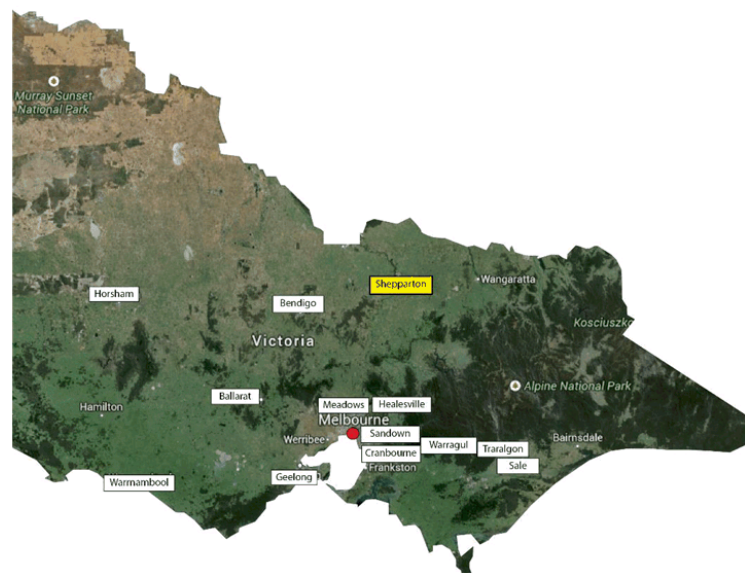 Murray Sunset
National Park
Shepparton
Wangaratta
Horsham
Bendigo
Kosciuszko
Victoria
Alpine National Park
Ballarat
Meadows
Healesville
Hamilton
Melbourne
Sandown
Werribee
Bairnsdale
Warragul
Traralgon
Cranbourne
Frankston
Sale
Geelong
Warrnambool